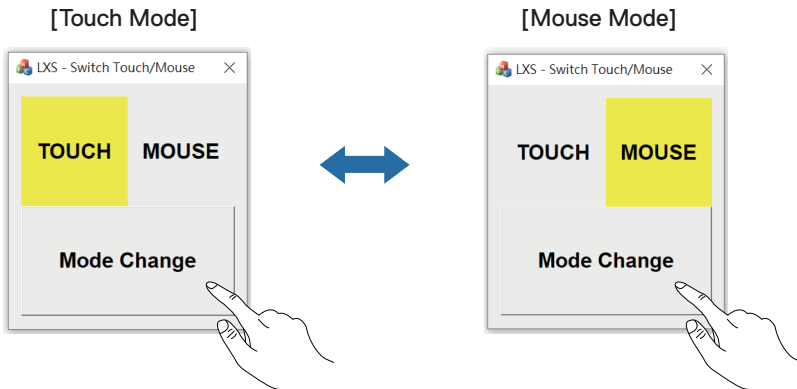 [Touch Mode]
LXS - Switch Touch/Mouse
TOUCH MOUSE
Mode Change
[Mouse Mode]
LXS - Switch Touch/Mouse
TOUCH MOUSE
Mode Change